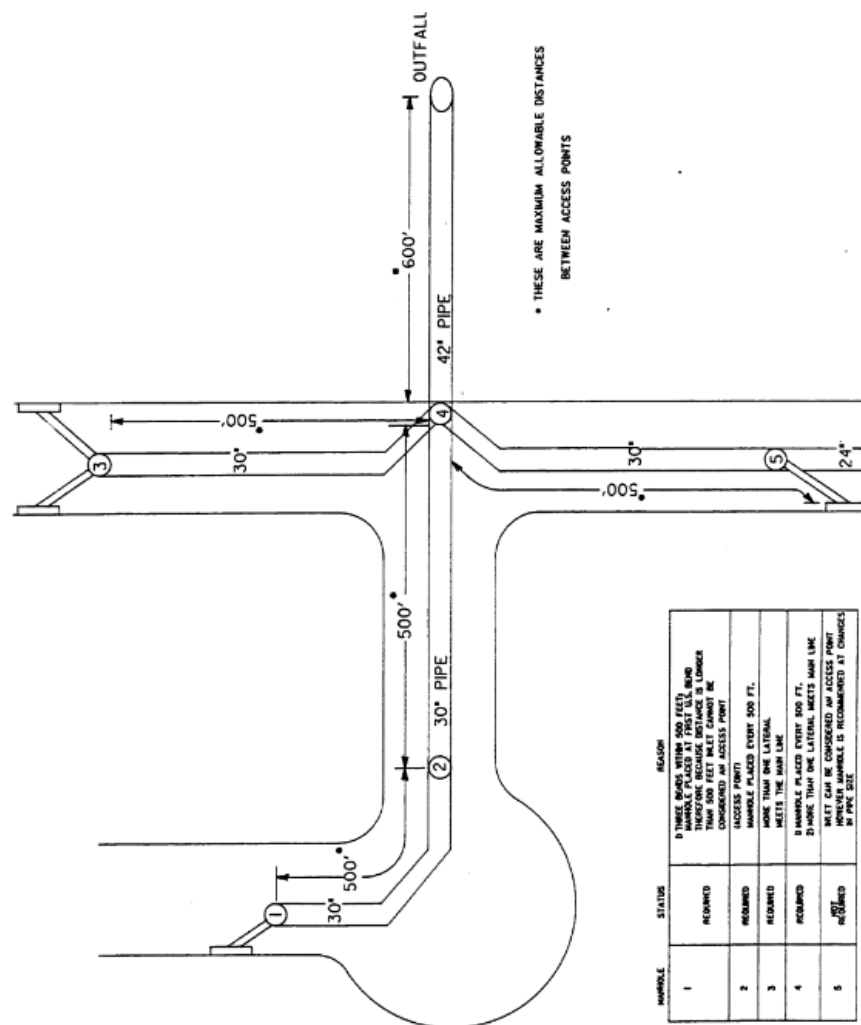 OUTFALL
600' *
42" PIPE
* THESE ARE MAXIMUM ALLOWABLE DISTANCES
BETWEEN ACCESS POINTS
3
30"
500' *
4
500' *
30" PIPE
2
500' *
30"
1
30"
500' *
5
24"
MANHOLE STATUS REASON
1 REQUIRED 1) THREE BENDS WITHIN 500 FEET;
MANHOLE PLACED AT FIRST U.S. BEND
THEREFORE BECAUSE DISTANCE IS LONGER
THAN 500 FEET INLET CANNOT BE
CONSIDERED AN ACCESS POINT
2 REQUIRED (ACCESS POINT)
MANHOLE PLACED EVERY 500 FT.
3 REQUIRED MORE THAN ONE LATERAL
MEETS THE MAIN LINE
4 REQUIRED 1) MANHOLE PLACED EVERY 500 FT.
2) MORE THAN ONE LATERAL MEETS MAIN LINE
5 NOT REQUIRED INLET CAN BE CONSIDERED AN ACCESS POINT
HOWEVER MANHOLE IS RECOMMENDED AT CHANGES
IN PIPE SIZE